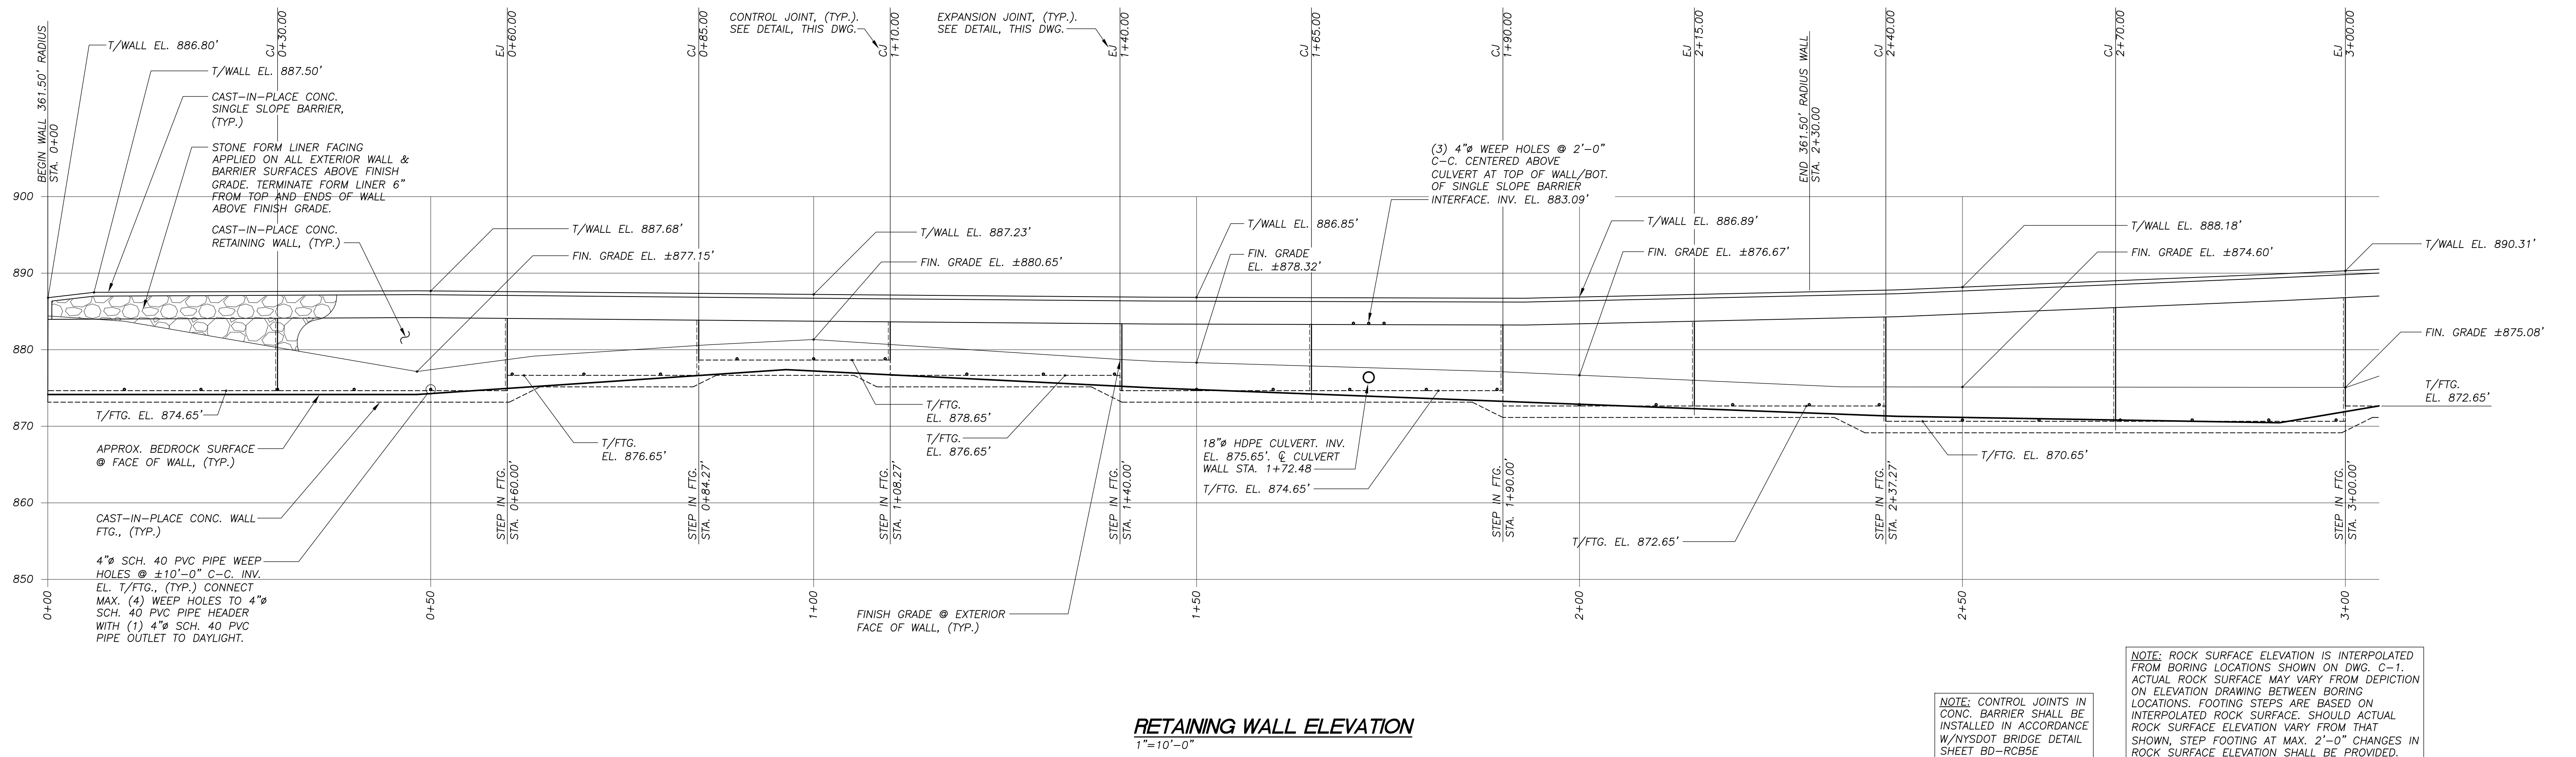 BEGIN WALL 361.50' RADIUS
STA. 0+00
T/WALL EL. 886.80'
T/WALL EL. 887.50'
CAST-IN-PLACE CONC.
SINGLE SLOPE BARRIER,
(TYP.)
STONE FORM LINER FACING
APPLIED ON ALL EXTERIOR WALL &
BARRIER SURFACES ABOVE FINISH
GRADE. TERMINATE FORM LINER 6"
FROM TOP AND ENDS OF WALL
ABOVE FINISH GRADE.
CAST-IN-PLACE CONC.
RETAINING WALL, (TYP.)
CJ
0+30.00
EJ
0+60.00
CJ
0+85.00
CONTROL JOINT, (TYP.).
SEE DETAIL, THIS DWG.
CJ
1+10.00
EXPANSION JOINT, (TYP.).
SEE DETAIL, THIS DWG.
EJ
1+40.00
CJ
1+65.00
CJ
1+90.00
EJ
2+15.00
END 361.50' RADIUS WALL
STA. 2+30.00
CJ
2+40.00
CJ
2+70.00
EJ
3+00.00
(3) 4"ø WEEP HOLES @ 2'-0"
C-C. CENTERED ABOVE
CULVERT AT TOP OF WALL/BOT.
OF SINGLE SLOPE BARRIER
INTERFACE. INV. EL. 883.09'
900
890
880
870
860
850
T/WALL EL. 887.68'
FIN. GRADE EL. ±877.15'
T/WALL EL. 887.23'
FIN. GRADE EL. ±880.65'
T/WALL EL. 886.85'
FIN. GRADE
EL. ±878.32'
T/WALL EL. 886.89'
FIN. GRADE EL. ±876.67'
T/WALL EL. 888.18'
FIN. GRADE EL. ±874.60'
T/WALL EL. 890.31'
FIN. GRADE ±875.08'
T/FTG.
EL. 872.65'
T/FTG. EL. 874.65'
APPROX. BEDROCK SURFACE
@ FACE OF WALL, (TYP.)
CAST-IN-PLACE CONC. WALL
FTG., (TYP.)
4"ø SCH. 40 PVC PIPE WEEP
HOLES @ ±10'-0" C-C. INV.
EL. T/FTG., (TYP.) CONNECT
MAX. (4) WEEP HOLES TO 4"ø
SCH. 40 PVC PIPE HEADER
WITH (1) 4"ø SCH. 40 PVC
PIPE OUTLET TO DAYLIGHT.
STEP IN FTG.
STA. 0+60.00'
T/FTG.
EL. 876.65'
STEP IN FTG.
STA. 0+84.27'
STEP IN FTG.
STA. 1+08.27'
T/FTG.
EL. 878.65'
T/FTG.
EL. 876.65'
STEP IN FTG.
STA. 1+40.00'
18"ø HDPE CULVERT. INV.
EL. 875.65'. ℄ CULVERT
WALL STA. 1+72.48
T/FTG. EL. 874.65'
STEP IN FTG.
STA. 1+90.00'
T/FTG. EL. 872.65'
STEP IN FTG.
STA. 2+37.27'
T/FTG. EL. 870.65'
STEP IN FTG.
STA. 3+00.00'
FINISH GRADE @ EXTERIOR
FACE OF WALL, (TYP.)
0+00
0+50
1+00
1+50
2+00
2+50
3+00
RETAINING WALL ELEVATION
1"=10'-0"
NOTE: CONTROL JOINTS IN
CONC. BARRIER SHALL BE
INSTALLED IN ACCORDANCE
W/NYSDOT BRIDGE DETAIL
SHEET BD-RCB5E
NOTE: ROCK SURFACE ELEVATION IS INTERPOLATED
FROM BORING LOCATIONS SHOWN ON DWG. C-1.
ACTUAL ROCK SURFACE MAY VARY FROM DEPICTION
ON ELEVATION DRAWING BETWEEN BORING
LOCATIONS. FOOTING STEPS ARE BASED ON
INTERPOLATED ROCK SURFACE. SHOULD ACTUAL
ROCK SURFACE ELEVATION VARY FROM THAT
SHOWN, STEP FOOTING AT MAX. 2'-0" CHANGES IN
ROCK SURFACE ELEVATION SHALL BE PROVIDED.